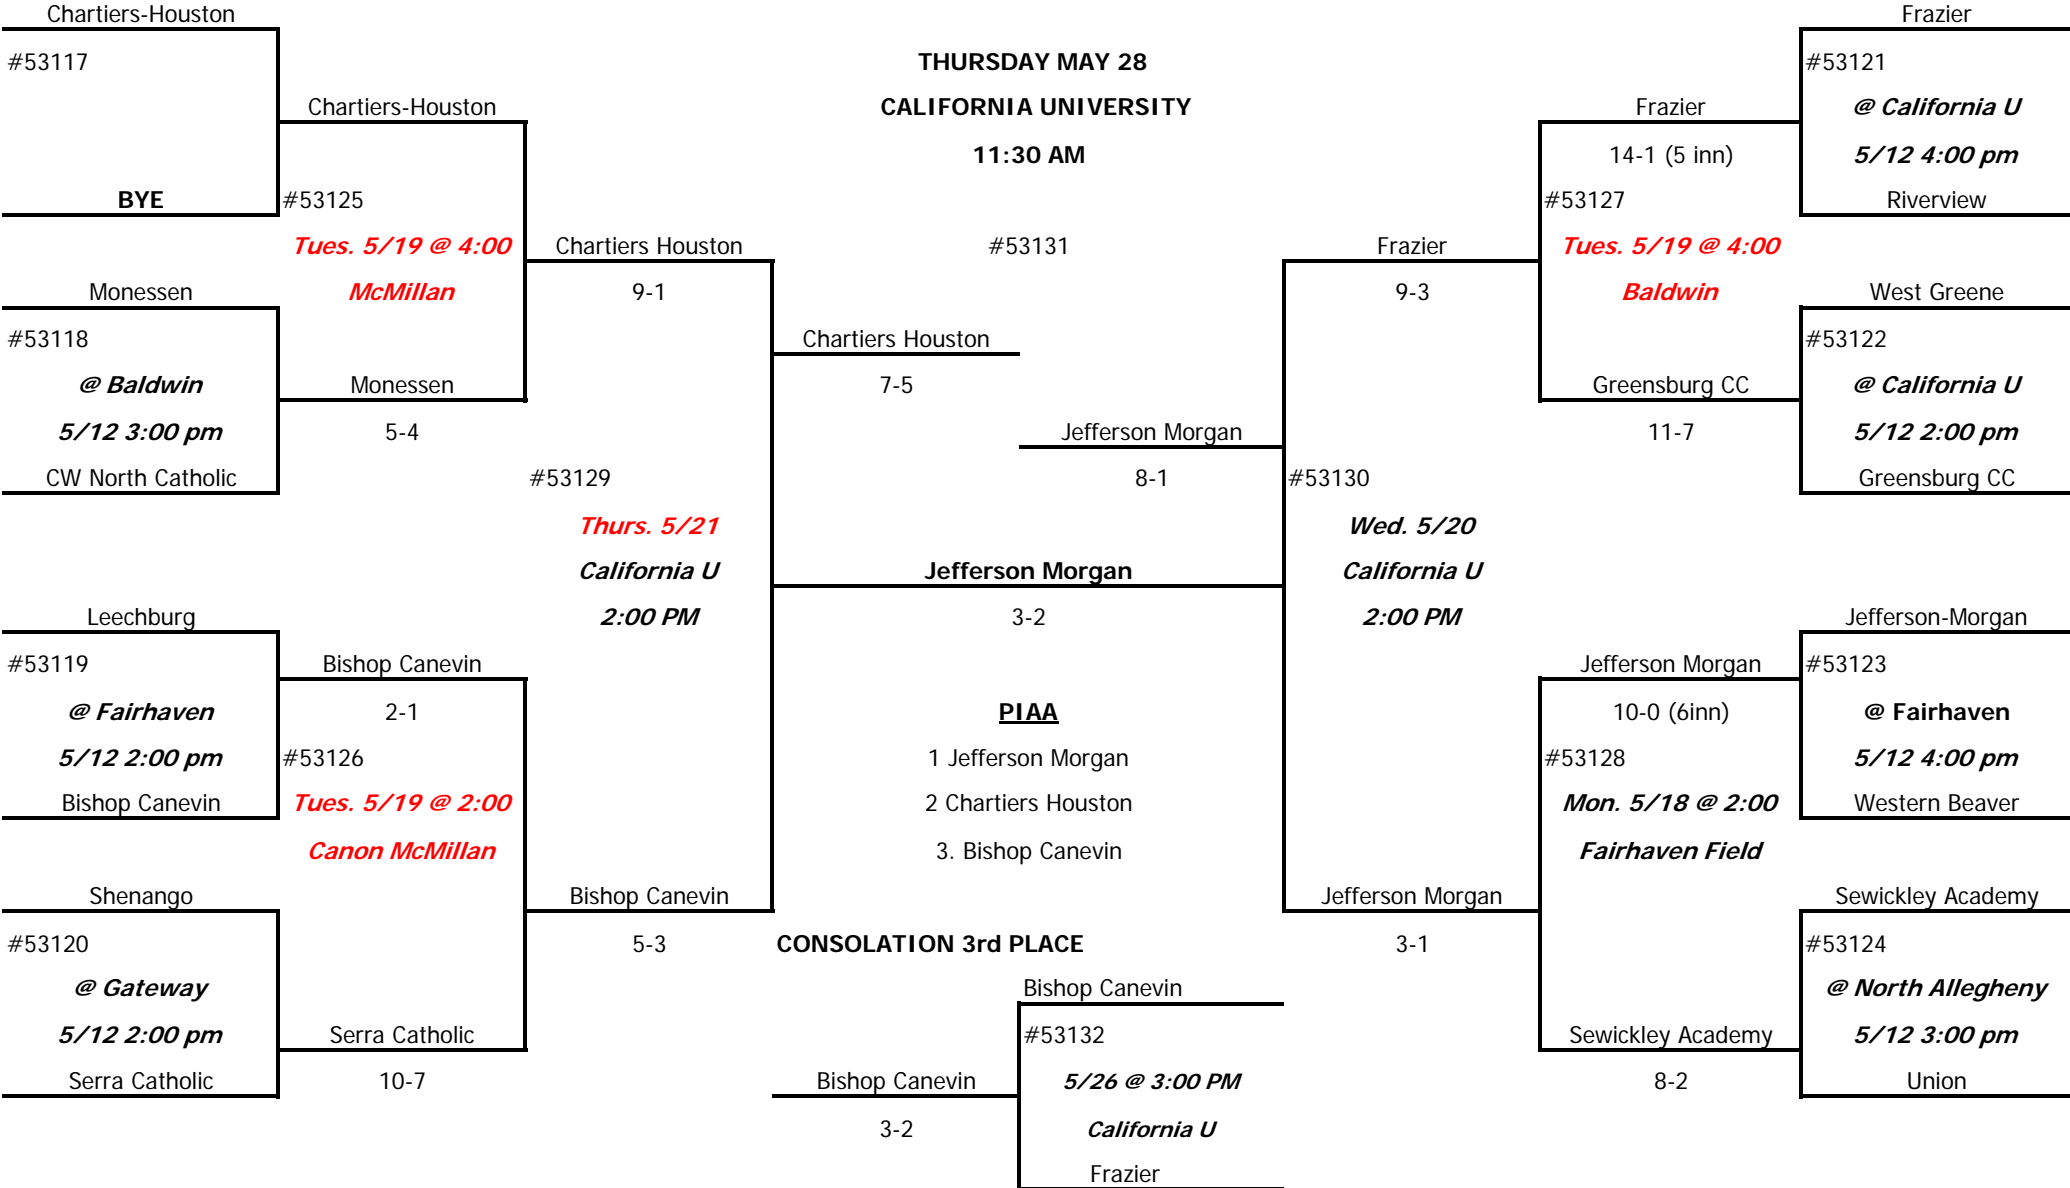 Chartiers-Houston
Frazier
#53117
THURSDAY MAY 28
#53121
Chartiers-Houston
CALIFORNIA UNIVERSITY
Frazier
@ California U
11:30 AM
14-1 (5 inn)
5/12 4:00 pm
BYE
#53125
#53127
Riverview
Tues. 5/19 @ 4:00
Chartiers Houston
#53131
Frazier
Tues. 5/19 @ 4:00
Monessen
McMillan
9-1
9-3
Baldwin
West Greene
#53118
Chartiers Houston
#53122
@ Baldwin
Monessen
7-5
Greensburg CC
@ California U
5/12 3:00 pm
5-4
Jefferson Morgan
11-7
5/12 2:00 pm
CW North Catholic
#53129
8-1
#53130
Greensburg CC
Thurs. 5/21
Wed. 5/20
California U
Jefferson Morgan
California U
Leechburg
2:00 PM
3-2
2:00 PM
Jefferson-Morgan
#53119
Bishop Canevin
Jefferson Morgan
#53123
@ Fairhaven
2-1
PIAA
10-0 (6inn)
@ Fairhaven
5/12 2:00 pm
#53126
1 Jefferson Morgan
#53128
5/12 4:00 pm
Bishop Canevin
Tues. 5/19 @ 2:00
2 Chartiers Houston
Mon. 5/18 @ 2:00
Western Beaver
Canon McMillan
3. Bishop Canevin
Fairhaven Field
Shenango
Bishop Canevin
Jefferson Morgan
Sewickley Academy
#53120
5-3
CONSOLATION 3rd PLACE
3-1
#53124
@ Gateway
Bishop Canevin
@ North Allegheny
5/12 2:00 pm
Serra Catholic
#53132
Sewickley Academy
5/12 3:00 pm
Serra Catholic
10-7
Bishop Canevin
5/26 @ 3:00 PM
8-2
Union
3-2
California U
Frazier